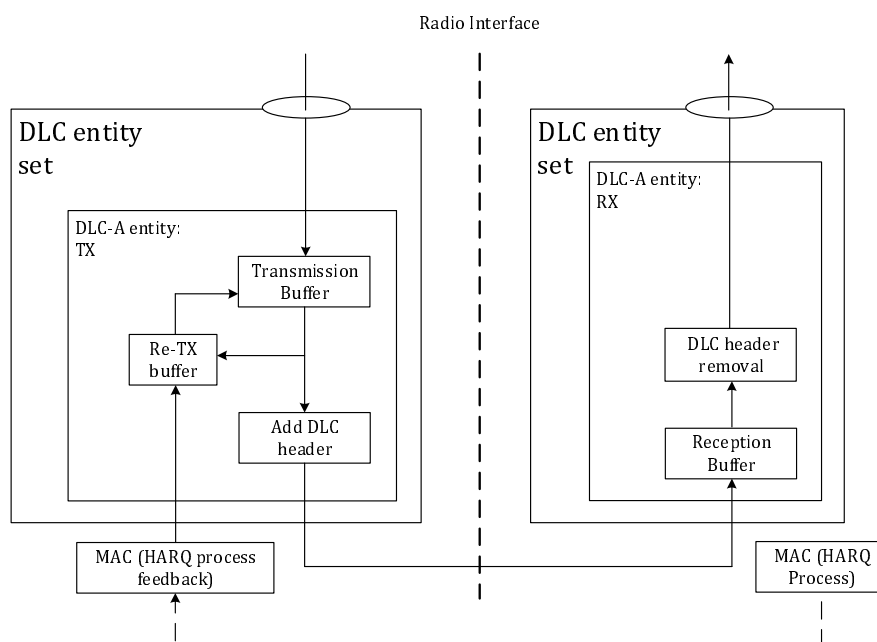 Radio Interface
DLC entity
set
DLC-A entity:
TX
Transmission
Buffer
Re-TX
buffer
Add DLC
header
MAC (HARQ process
feedback)
DLC entity
set
DLC-A entity:
RX
DLC header
removal
Reception
Buffer
MAC (HARQ
Process)